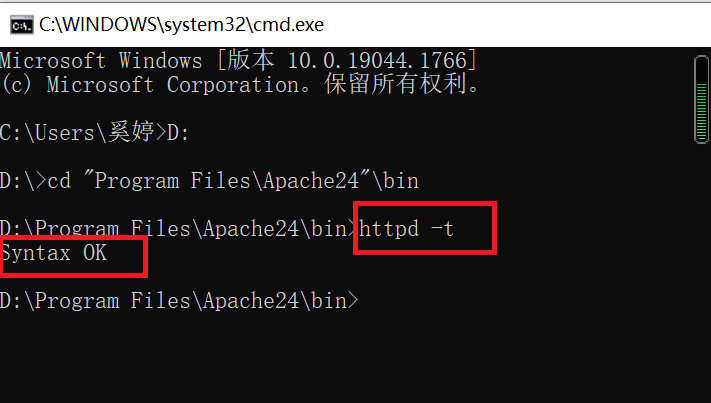 C:\WINDOWS\system32\cmd.exe
Microsoft Windows [版本 10.0.19044.1766]
(c) Microsoft Corporation。保留所有权利。
C:\Users\奚婷>D:
D:\>cd "Program Files\Apache24"\bin
D:\Program Files\Apache24\bin>httpd -t
Syntax OK
D:\Program Files\Apache24\bin>